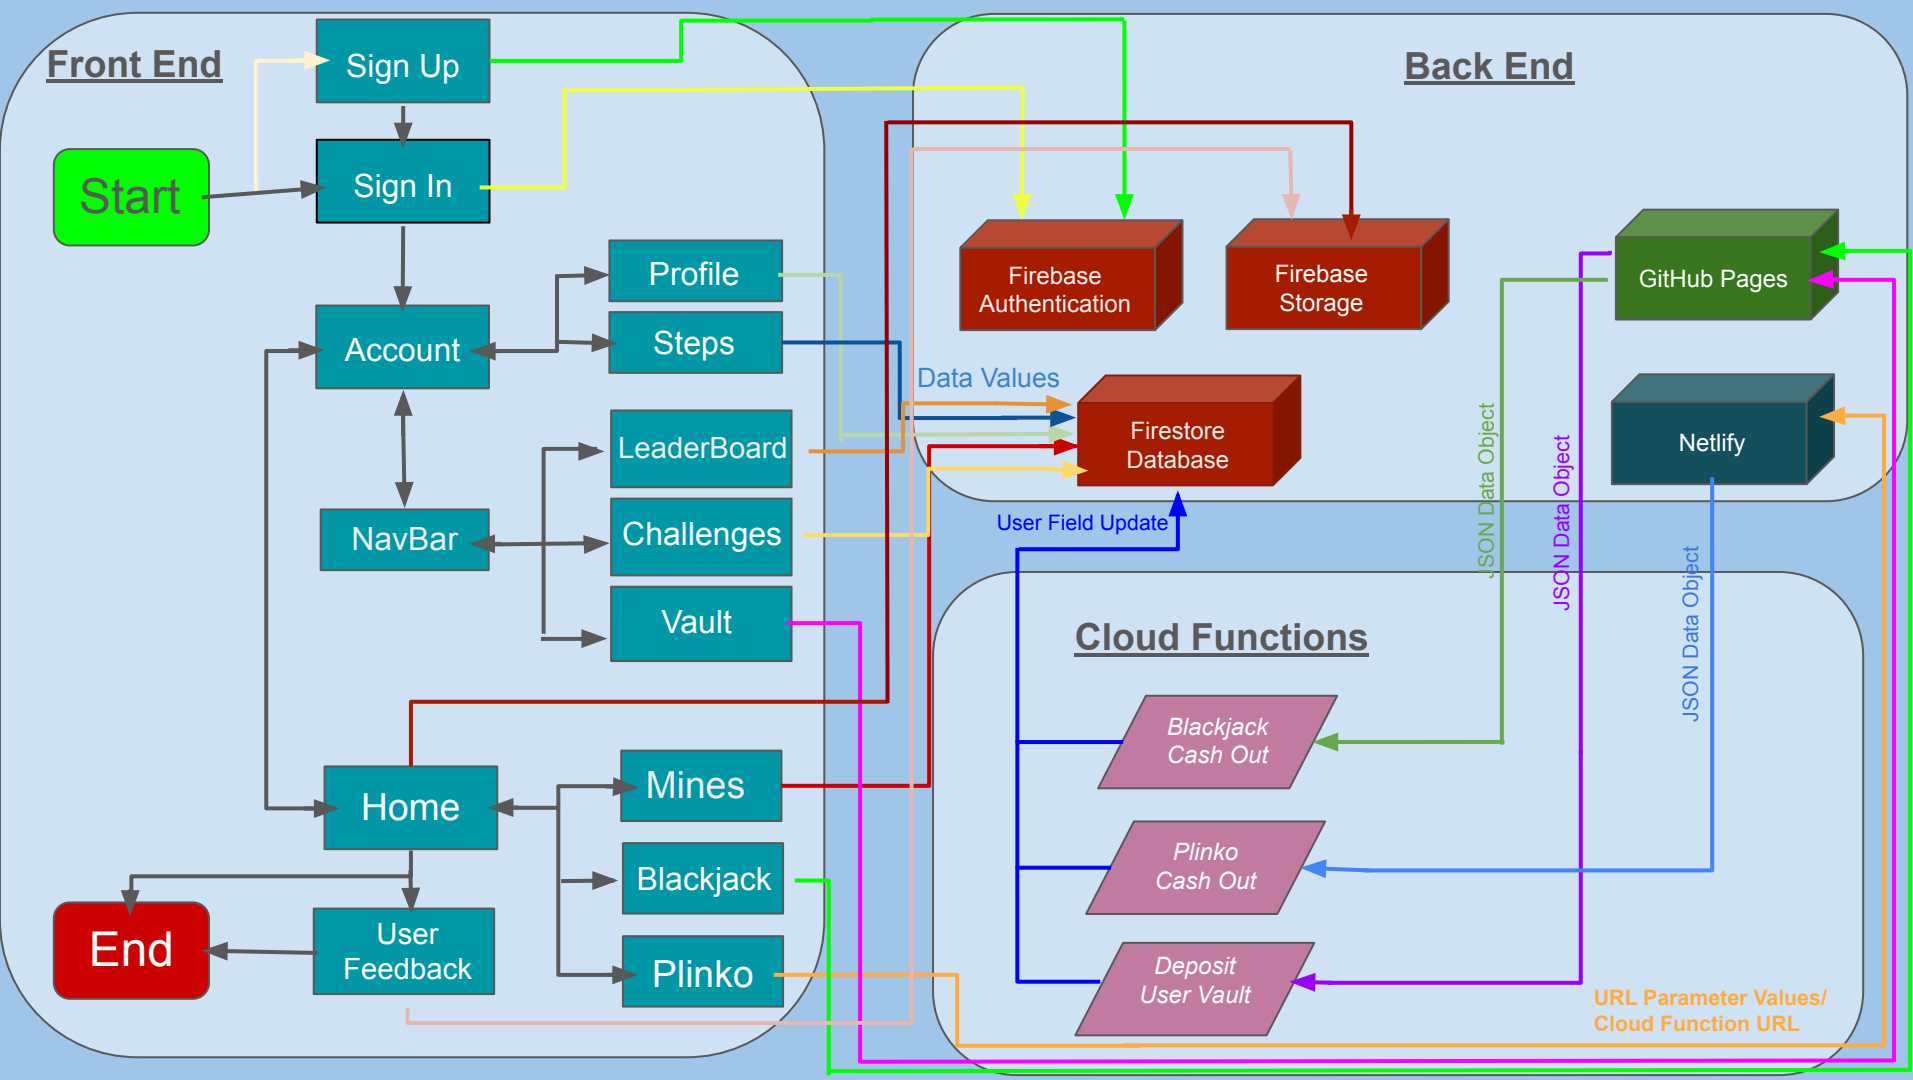 Front End
Sign Up
Sign In
Start
Profile
Steps
Account
LeaderBoard
NavBar
Challenges
Vault
Home
Mines
Blackjack
Plinko
End
User
Feedback
Back End
Firebase
Authentication
Firebase
Storage
GitHub Pages
Data Values
Firestore
Database
Netlify
User Field Update
JSON Data Object
JSON Data Object
JSON Data Object
Cloud Functions
Blackjack
Cash Out
Plinko
Cash Out
Deposit
User Vault
URL Parameter Values/
Cloud Function URL